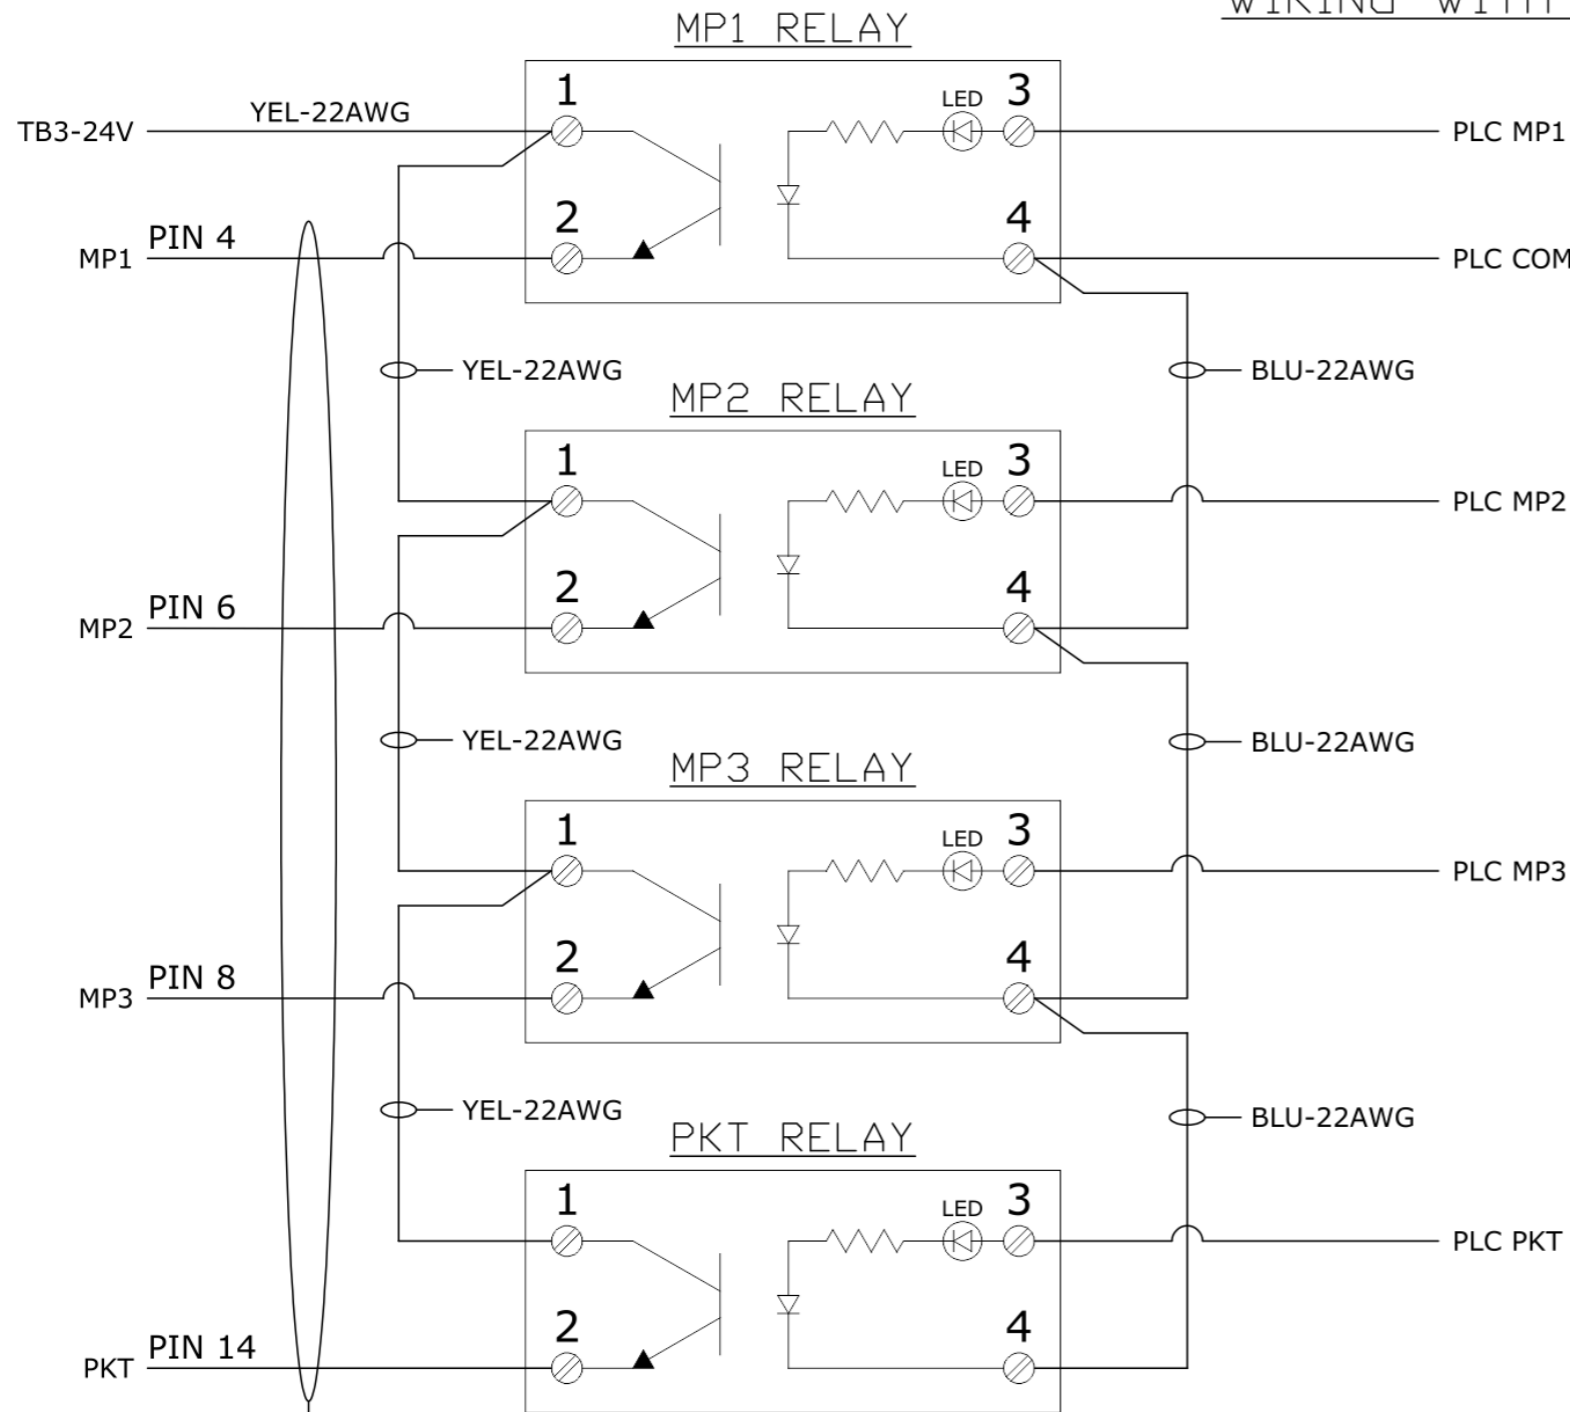 WIRING WITH
MP1 RELAY
1
LED
3
TB3-24V
YEL-22AWG
PLC MP1
2
4
MP1
PIN 4
PLC COM
YEL-22AWG
BLU-22AWG
MP2 RELAY
1
LED
3
PLC MP2
2
4
MP2
PIN 6
YEL-22AWG
BLU-22AWG
MP3 RELAY
1
LED
3
PLC MP3
2
4
MP3
PIN 8
YEL-22AWG
BLU-22AWG
PKT RELAY
1
LED
3
PLC PKT
2
4
PKT
PIN 14